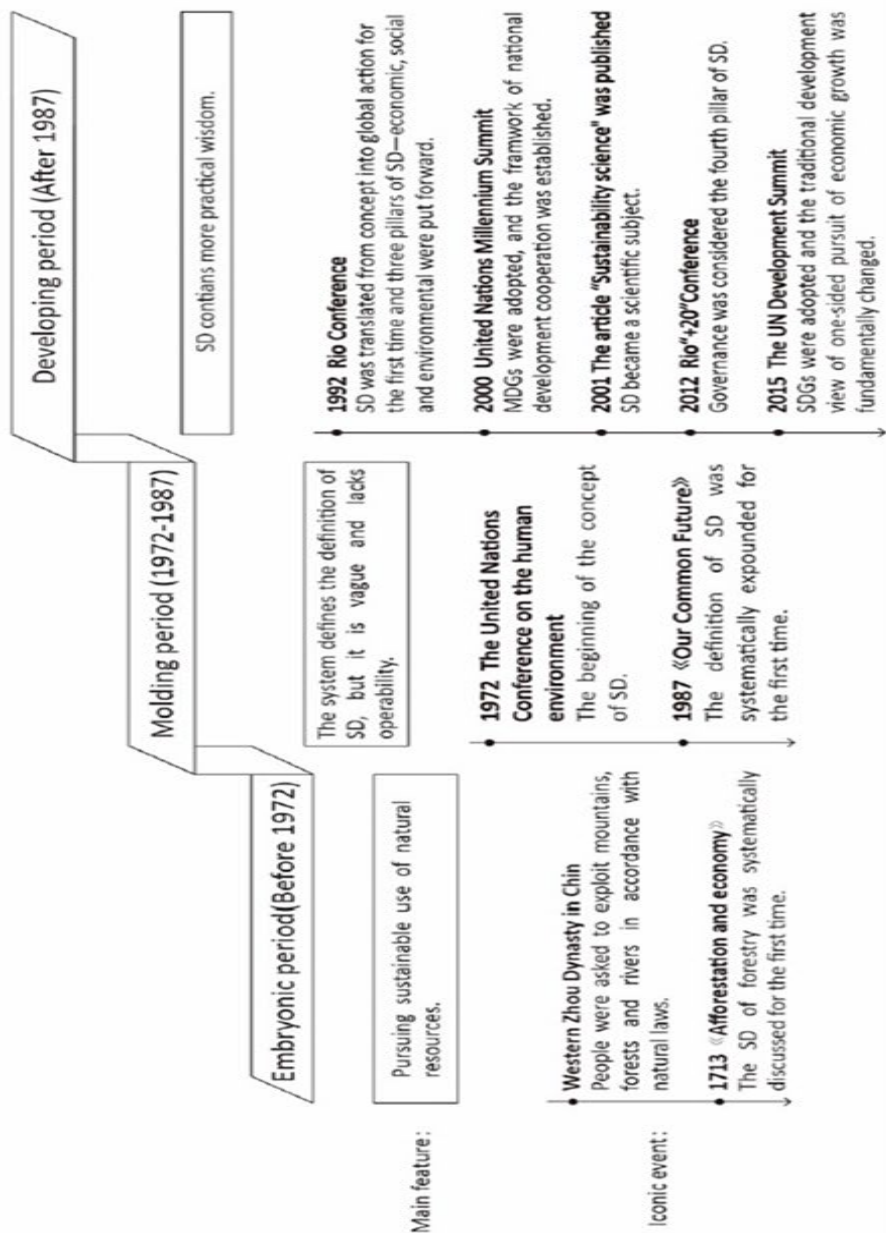 Developing period (After 1987)
Molding period (1972-1987)
Embryonic period(Before 1972)
Main feature:
Pursuing sustainable use of natural
resources.
The system defines the definition of
SD, but it is vague and lacks
operability.
SD contians more practical wisdom.
Iconic event:
Western Zhou Dynasty in Chin
People were asked to exploit mountains,
forests and rivers in accordance with
natural laws.
1713 《Afforestation and economy》
The SD of forestry was systematically
discussed for the first time.
1972 The United Nations
Conference on the human
environment
The beginning of the concept
of SD.
1987 《Our Common Future》
The definition of SD was
systematically expounded for
the first time.
1992 Rio Conference
SD was translated from concept into global action for
the first time and three pillars of SD—economic, social
and environmental were put forward.
2000 United Nations Millennium Summit
MDGs were adopted, and the framwork of national
development cooperation was established.
2001 The article "Sustainability science" was published
SD became a scientific subject.
2012 Rio"+20"Conference
Governance was considered the fourth pillar of SD.
2015 The UN Development Summit
SDGs were adopted and the traditional development
view of one-sided pursuit of economic growth was
fundamentally changed.